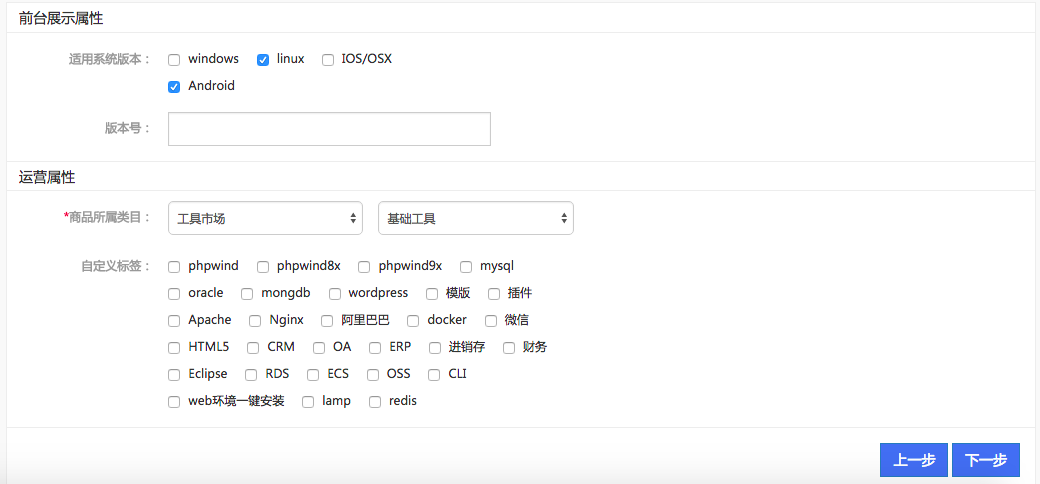 前台展示属性
适用系统版本： windows linux IOS/OSX
Android
版本号：
运营属性
*商品所属类目： 工具市场 基础工具
自定义标签： phpwind phpwind8x phpwind9x mysql
oracle mongdb wordpress 模版 插件
Apache Nginx 阿里巴巴 docker 微信
HTML5 CRM OA ERP 进销存 财务
Eclipse RDS ECS OSS CLI
web环境一键安装 lamp redis
上一步 下一步